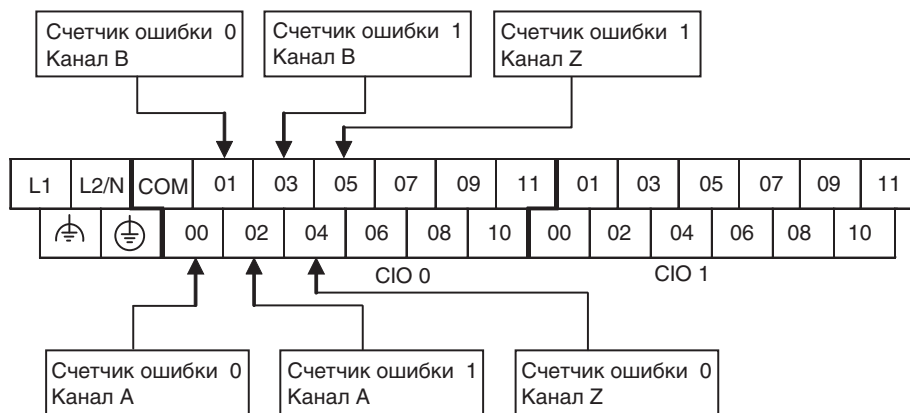 Счетчик ошибки 0
Канал B
Счетчик ошибки 1
Канал B
Счетчик ошибки 1
Канал Z
L1 L2/N COM 01 03 05 07 09 11 01 03 05 07 09 11
00 02 04 06 08 10 00 02 04 06 08 10
CIO 0 CIO 1
Счетчик ошибки 0
Канал A
Счетчик ошибки 1
Канал A
Счетчик ошибки 0
Канал Z